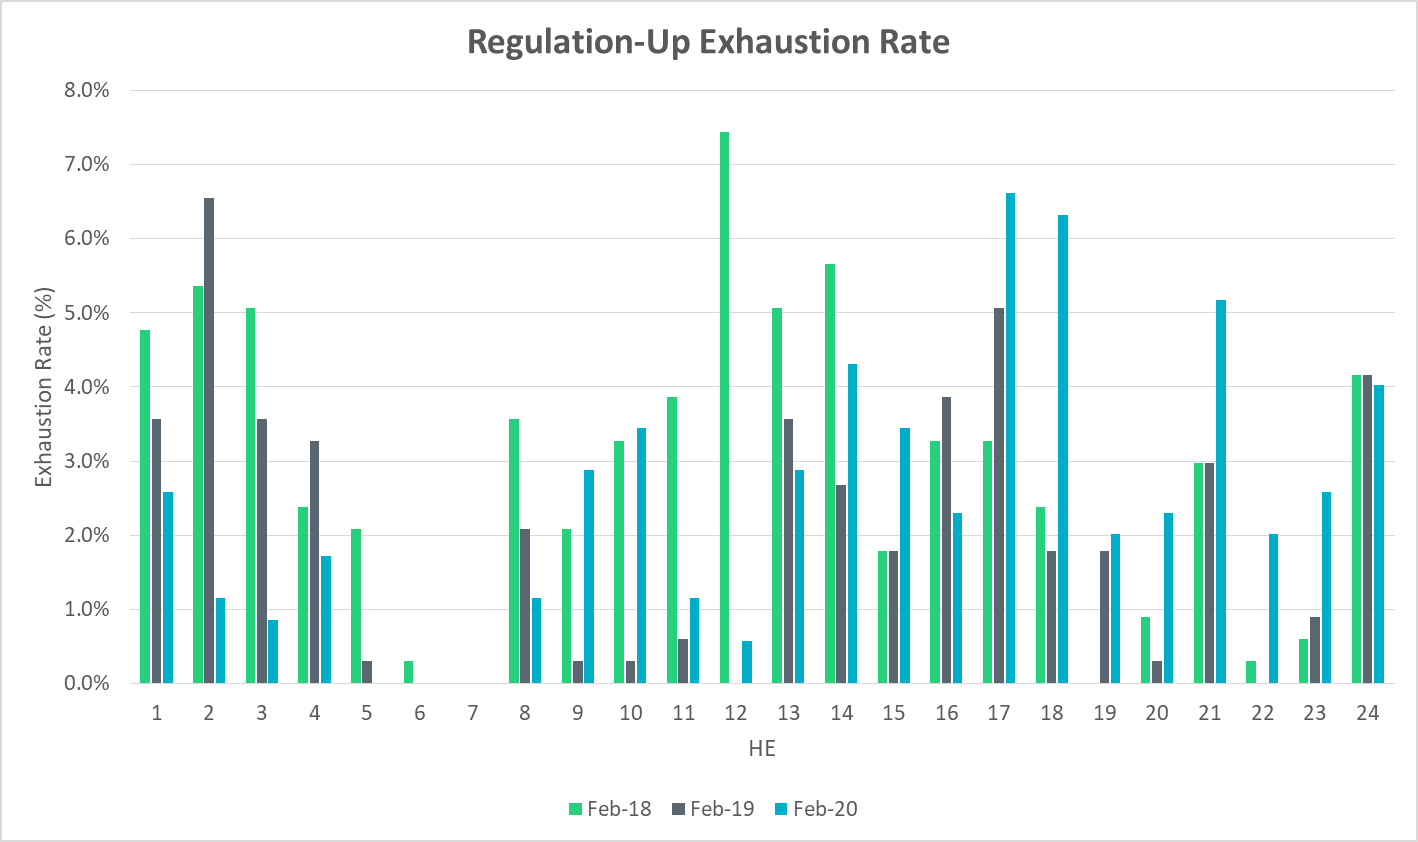 Regulation-Up Exhaustion Rate
8.0%
7.0%
6.0%
5.0%
4.0%
3.0%
2.0%
1.0%
0.0%
Exhaustion Rate (%)
1 2 3 4 5 6 7 8 9 10 11 12 13 14 15 16 17 18 19 20 21 22 23 24
HE
Feb-18 Feb-19 Feb-20